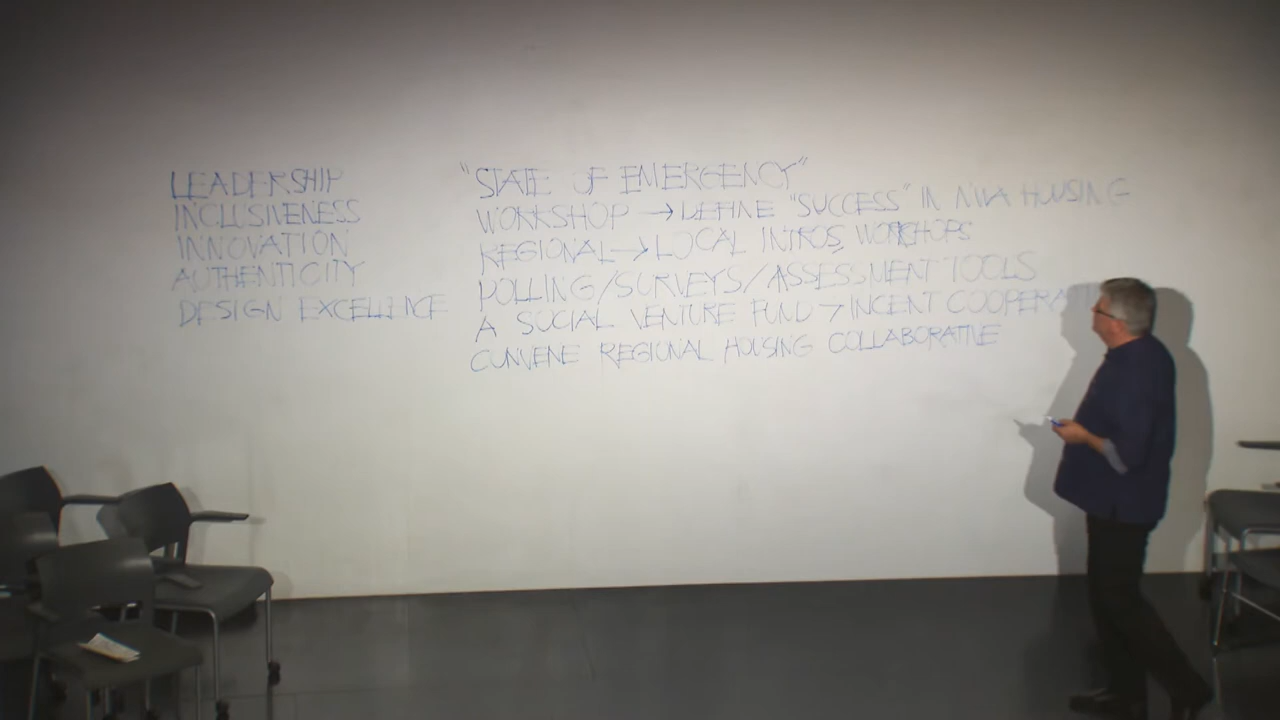 LEADERSHIP
INCLUSIVENESS
INNOVATION
AUTHENTICITY
DESIGN EXCELLENCE
"STATE OF EMERGENCY"
WORKSHOP → DEFINE "SUCCESS" IN NWA HOUSING
REGIONAL → LOCAL INTROS, WORKSHOPS
POLLING/SURVEYS/ASSESSMENT TOOLS
A SOCIAL VENTURE FUND → INCENT
CONVENE REGIONAL HOUSING COLLABORATIVE